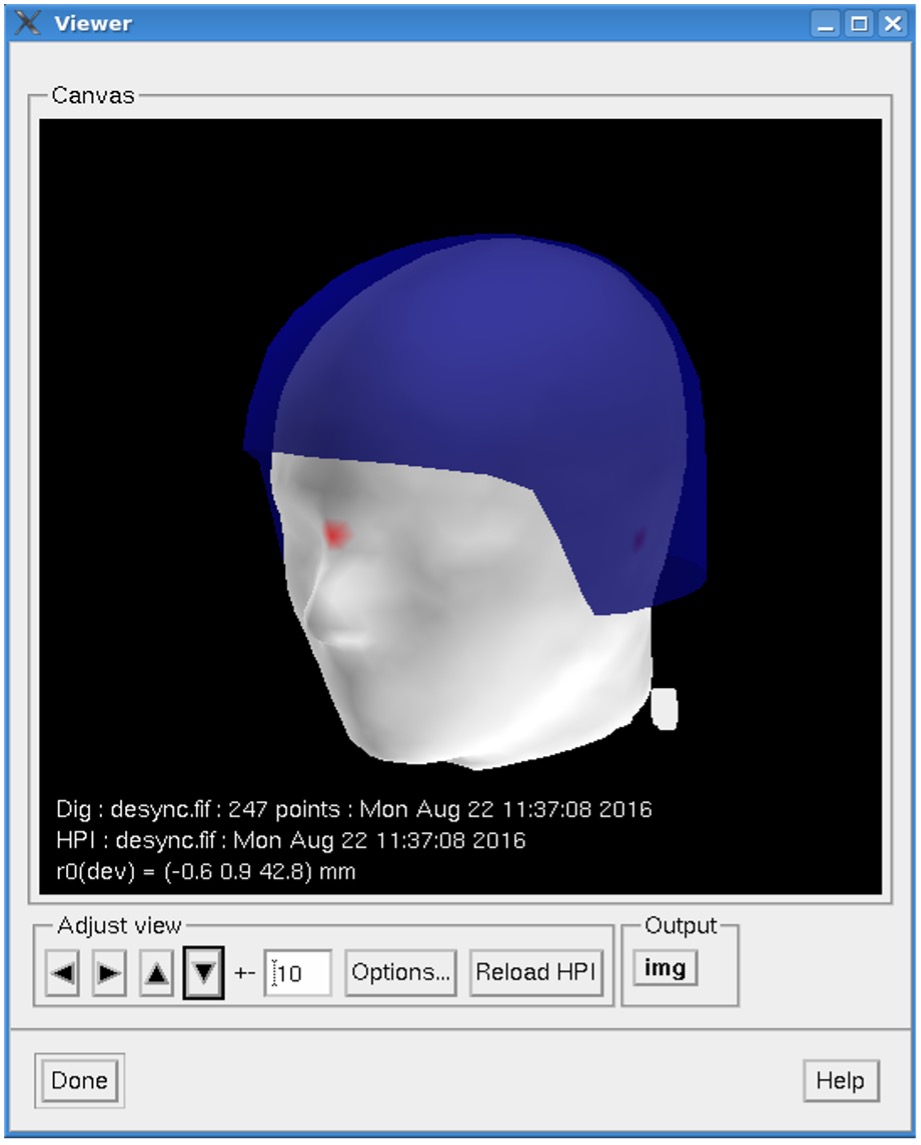 Viewer
Canvas
Dig : desync.fif : 247 points : Mon Aug 22 11:37:08 2016
HPI : desync.fif : Mon Aug 22 11:37:08 2016
r0(dev) = (-0.6 0.9 42.8) mm
Adjust view
Output
+- 10 Options... Reload HPI img
Done Help